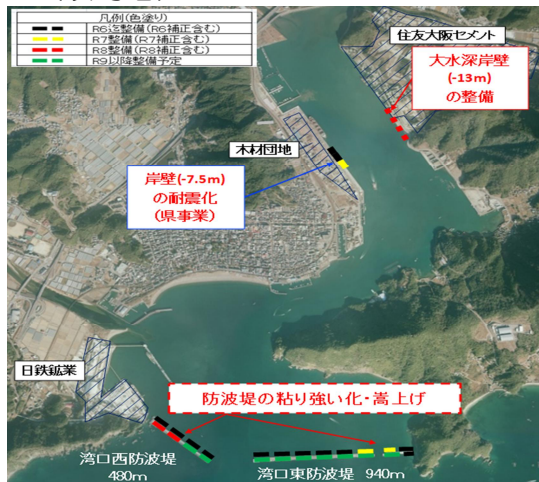 凡例(色塗り)
R6迄整備(R6補正含む)
R7整備(R7補正含む)
R8整備(R8補正含む)
R9以降整備予定
住友大阪セメント
大水深岸壁
(-13m)
の整備
木材団地
岸壁(-7.5m)
の耐震化
(県事業)
日鉄鉱業
防波堤の粘り強い化・嵩上げ
湾口西防波堤
480m
湾口東防波堤 940m